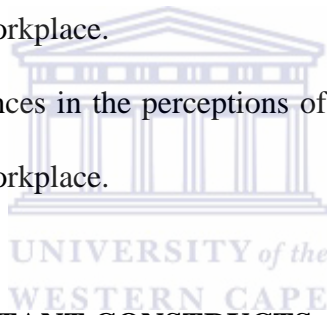 orkplace.
nces in the perceptions of
orkplace.
UNIVERSITY of the
WESTERN CAPE
TANT CONSTRUCTS